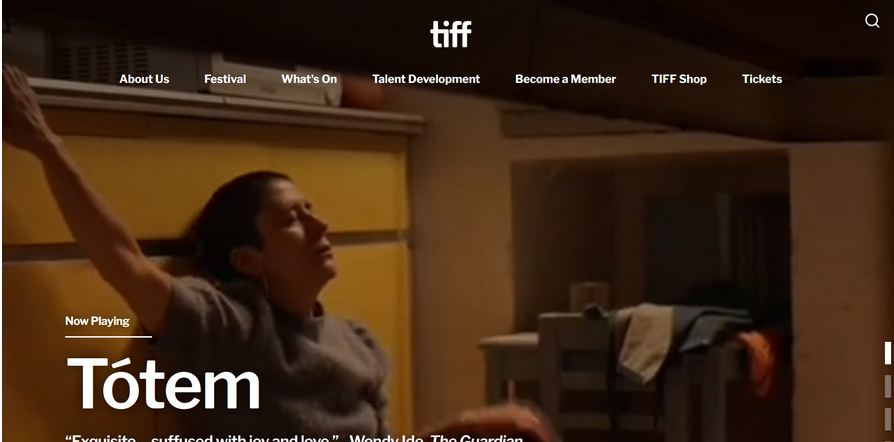 tiff
About Us Festival What's On Talent Development Become a Member TIFF Shop Tickets
Now Playing
Tótem
“Exquisite... suffused with joy and love.” - Wendy Ide, The Guardian